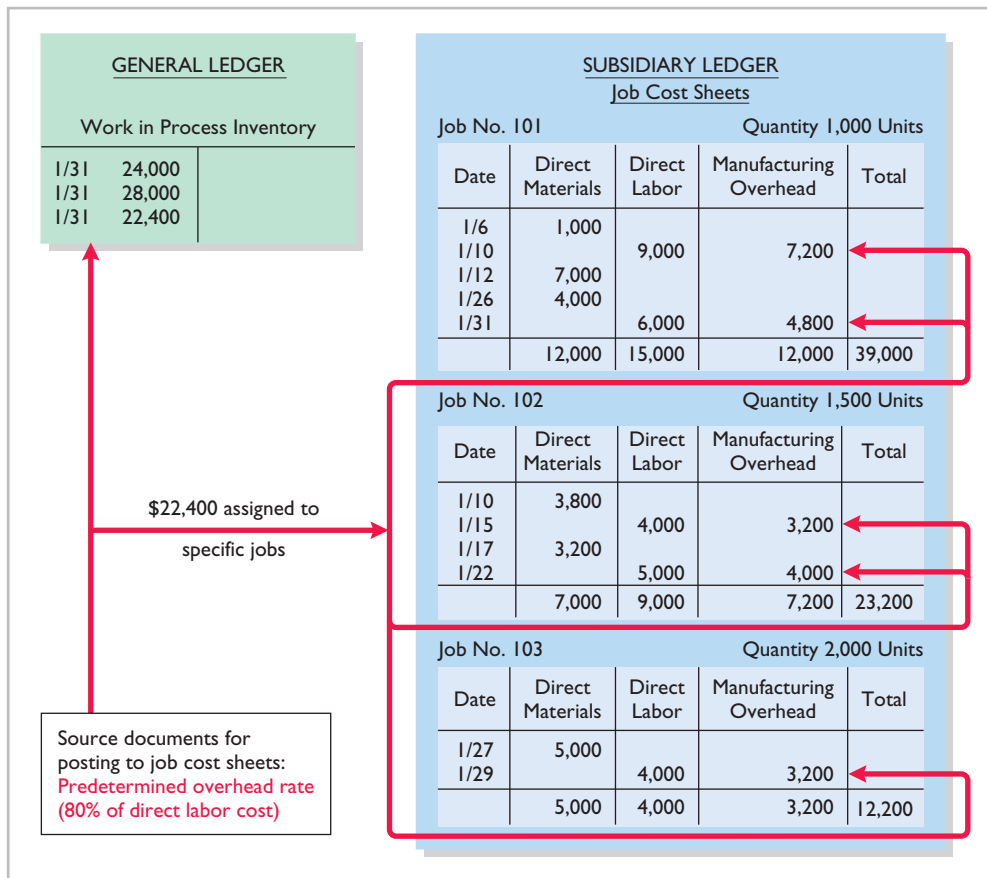 GENERAL LEDGER
Work in Process Inventory
1/31 24,000
1/31 28,000
1/31 22,400
SUBSIDIARY LEDGER
Job Cost Sheets
Job No. 101 Quantity 1,000 Units
Date Direct Materials Direct Labor Manufacturing Overhead Total
1/6 1,000
1/10 9,000 7,200
1/12 7,000
1/26 4,000
1/31 6,000 4,800
12,000 15,000 12,000 39,000
Job No. 102 Quantity 1,500 Units
Date Direct Materials Direct Labor Manufacturing Overhead Total
1/10 3,800
1/15 4,000 3,200
1/17 3,200
1/22 5,000 4,000
7,000 9,000 7,200 23,200
Job No. 103 Quantity 2,000 Units
Date Direct Materials Direct Labor Manufacturing Overhead Total
1/27 5,000
1/29 4,000 3,200
5,000 4,000 3,200 12,200
$22,400 assigned to
specific jobs
Source documents for
posting to job cost sheets:
Predetermined overhead rate
(80% of direct labor cost)